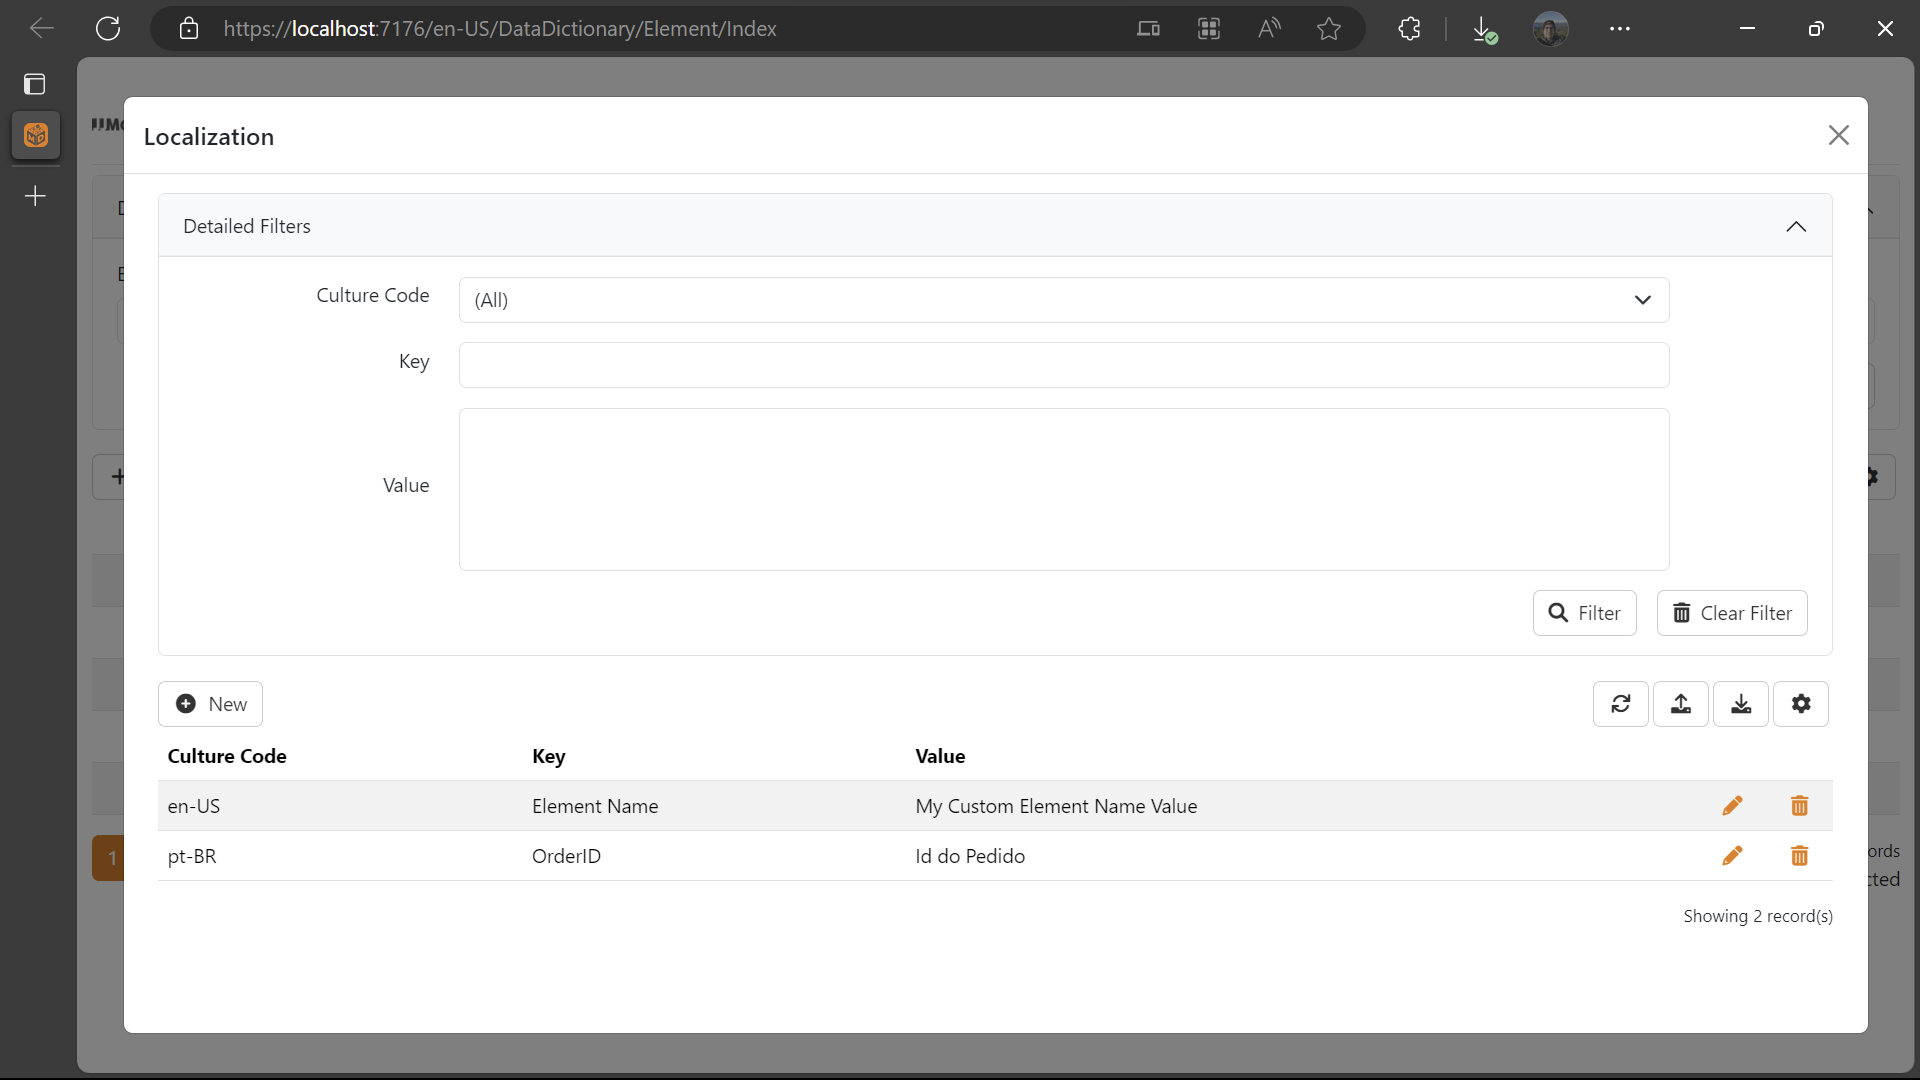 https://localhost:7176/en-US/DataDictionary/Element/Index
Localization
Detailed Filters
Culture Code
(All)
Key
Value
Filter
Clear Filter
New
Culture Code Key Value
en-US Element Name My Custom Element Name Value
pt-BR OrderID Id do Pedido
1
Showing 2 record(s)